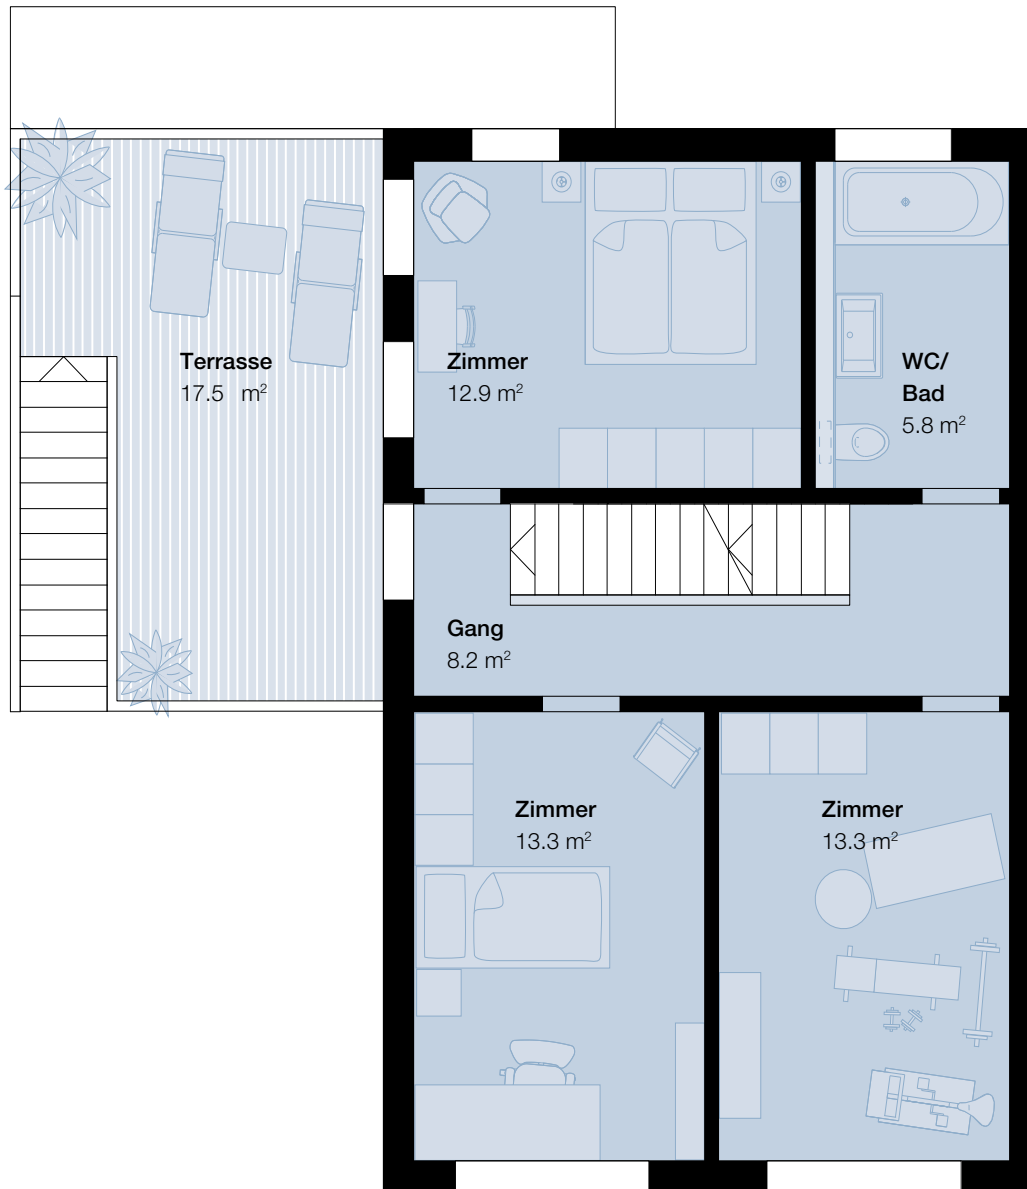 Terrasse
17.5 m²
Zimmer
12.9 m²
WC/
Bad
5.8 m²
Gang
8.2 m²
Zimmer
13.3 m²
Zimmer
13.3 m²